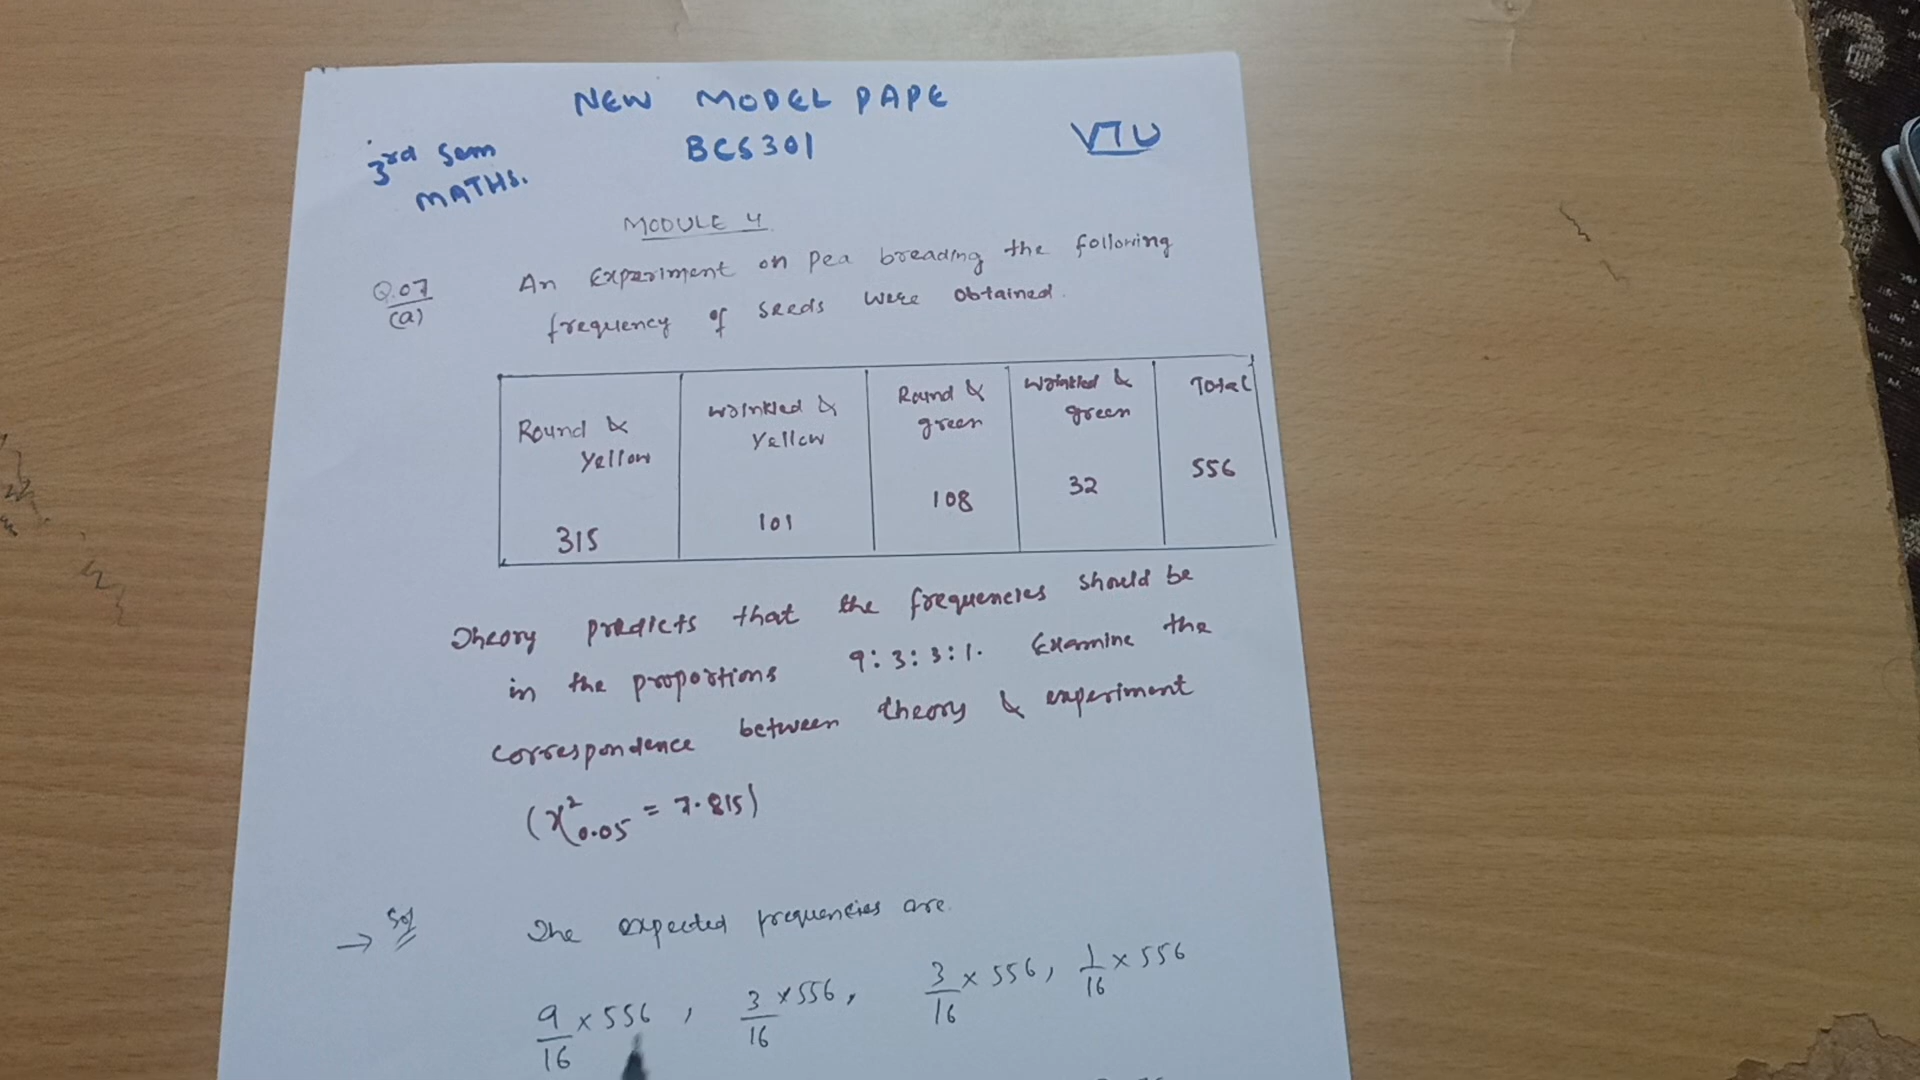 NEW MODEL PAPE
BCS301
VTU
3rd Sem
MATHS.
MODULE 4
Q.07
(a)
An Experiment on pea breading the following
frequency of seeds were obtained.
Round & Yellow
Wrinkled & Yellow
Round & green
Wrinkled & green
Total
315
101
108
32
556
Theory predicts that the frequencies should be
in the proportions 9:3:3:1. Examine the
correspondence between theory & experiment
(χ²0.05 = 7.815)
→ Sol
The expected frequencies are.
9/16 × 556, 3/16 × 556, 3/16 × 556, 1/16 × 556